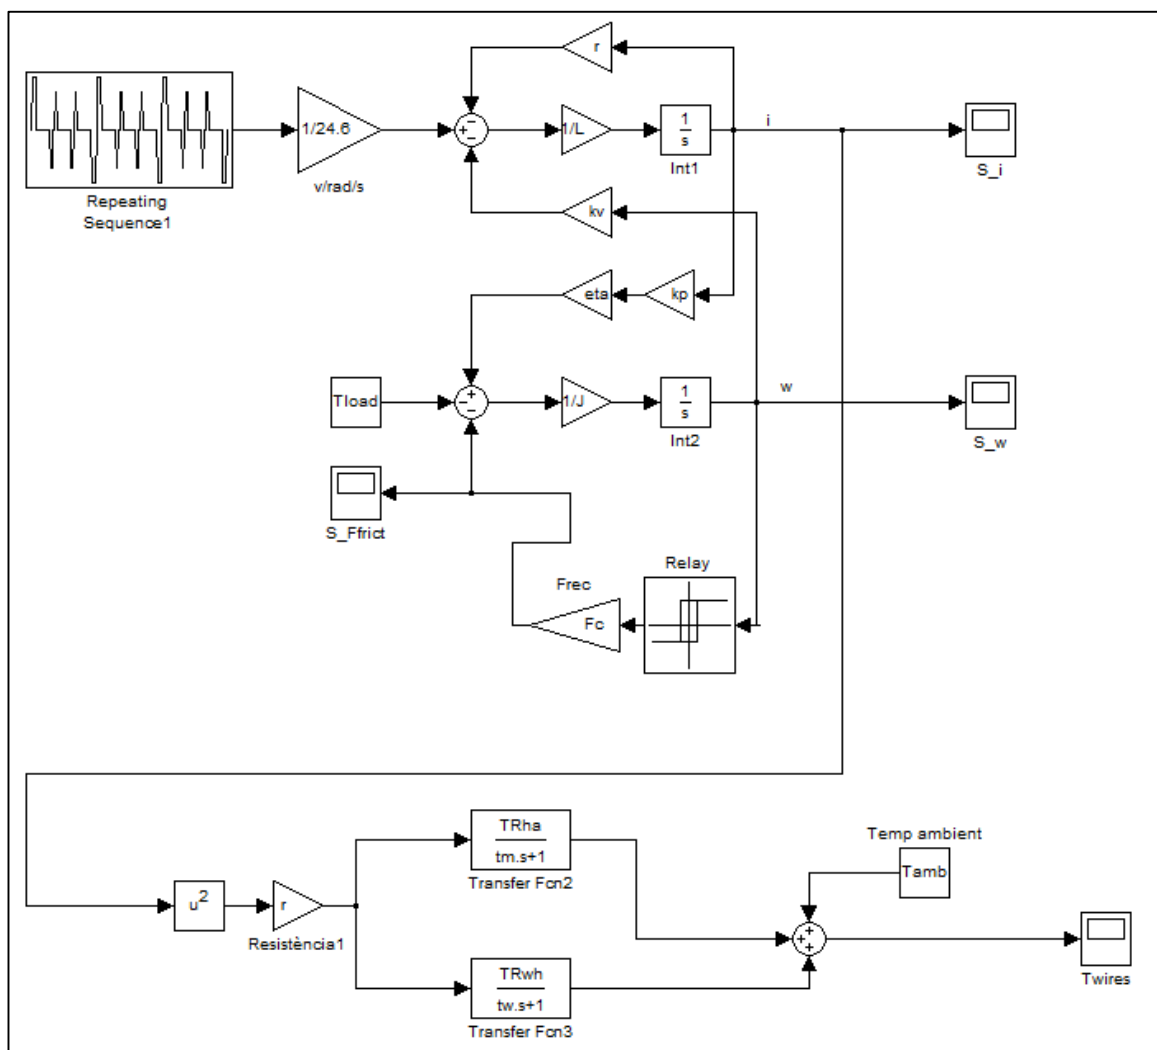 r
1/24.6
1/L
1
s
i
Int1
S_i
v/rad/s
Repeating
Sequence1
kv
eta
kp
Tload
1/J
1
s
w
Int2
S_w
S_Ffrict
Relay
Frec
Fc
TRha
tm.s+1
Transfer Fcn2
Temp ambient
Tamb
u²
r
Resistència1
TRwh
tw.s+1
Transfer Fcn3
Twires